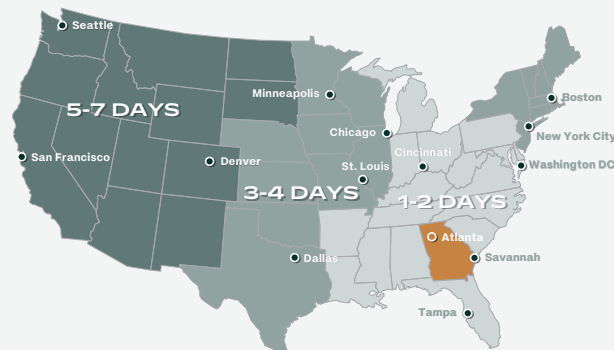 Seattle
Minneapolis
Boston
5-7 DAYS
Chicago
New York City
San Francisco
Denver
Cincinnati
St. Louis
Washington DC
3-4 DAYS
1-2 DAYS
Atlanta
Dallas
Savannah
Tampa